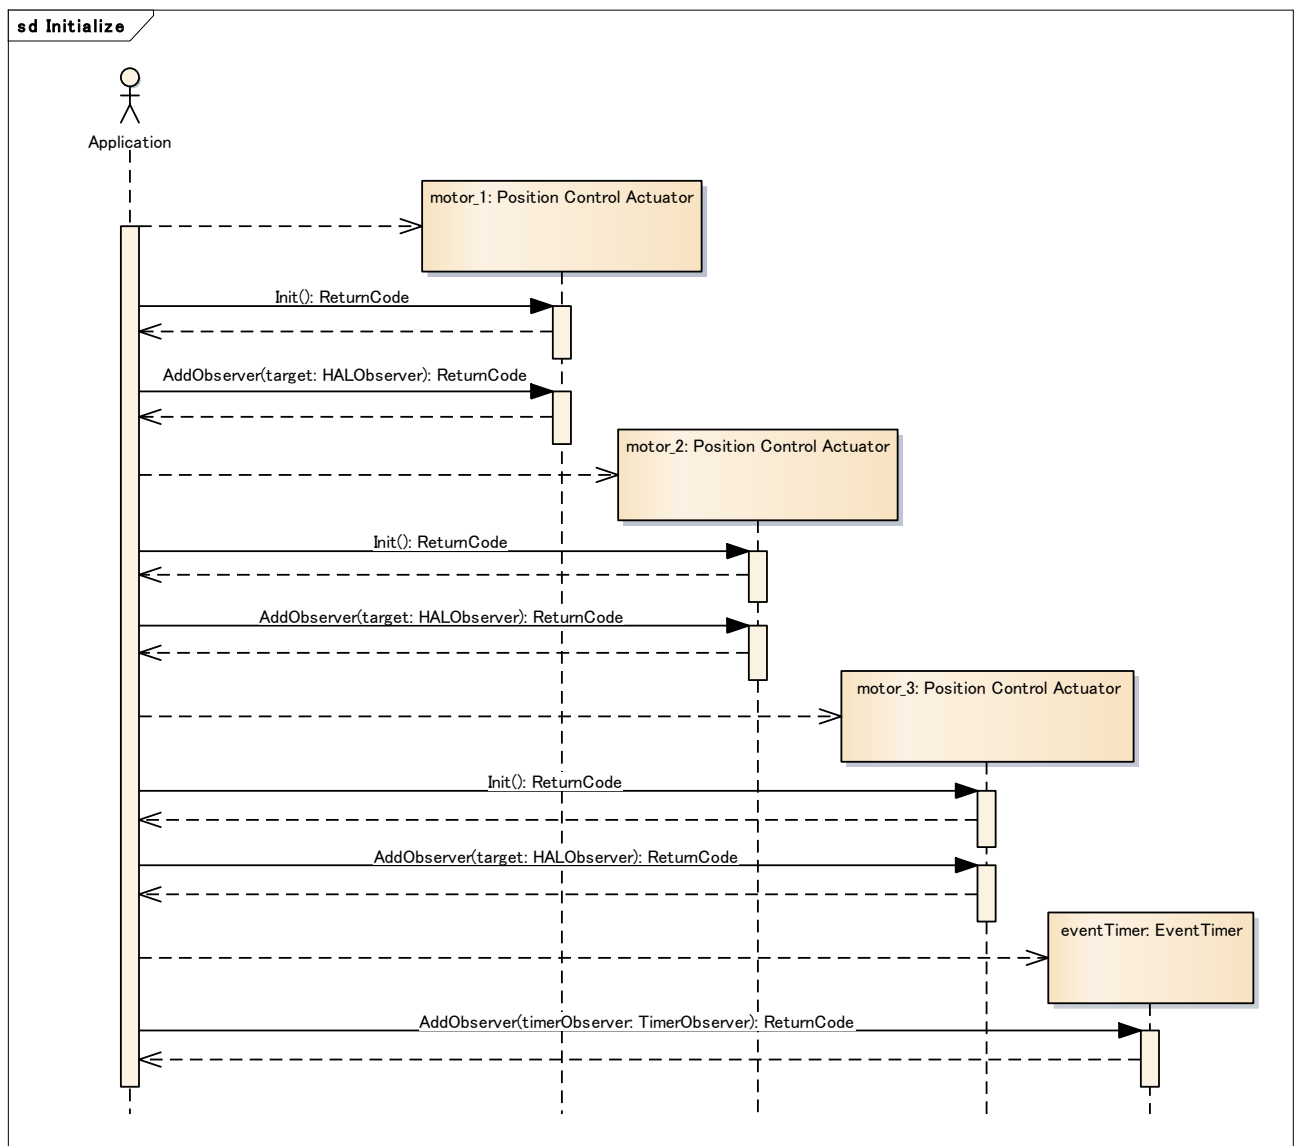 sd Initialize
Application
motor_1: Position Control Actuator
Init(): ReturnCode
AddObserver(target: HALObserver): ReturnCode
motor_2: Position Control Actuator
Init(): ReturnCode
AddObserver(target: HALObserver): ReturnCode
motor_3: Position Control Actuator
Init(): ReturnCode
AddObserver(target: HALObserver): ReturnCode
eventTimer: EventTimer
AddObserver(timerObserver: TimerObserver): ReturnCode